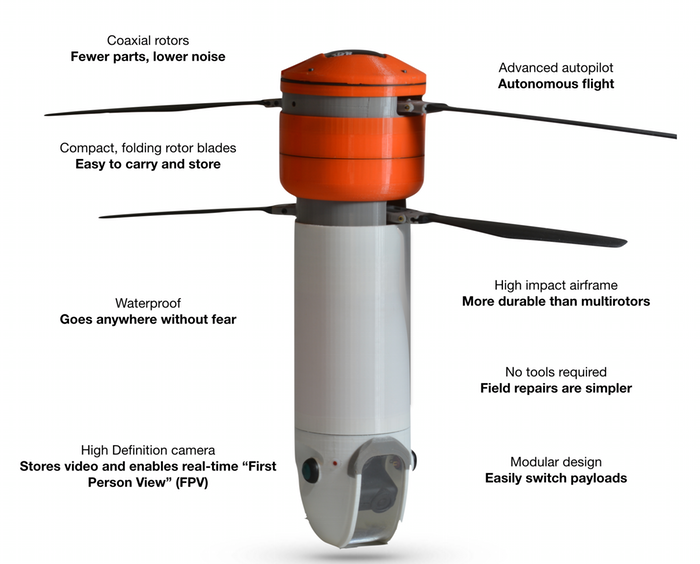 Coaxial rotors
Fewer parts, lower noise
Advanced autopilot
Autonomous flight
Compact, folding rotor blades
Easy to carry and store
High impact airframe
More durable than multirotors
Waterproof
Goes anywhere without fear
No tools required
Field repairs are simpler
High Definition camera
Stores video and enables real-time “First
Person View” (FPV)
Modular design
Easily switch payloads